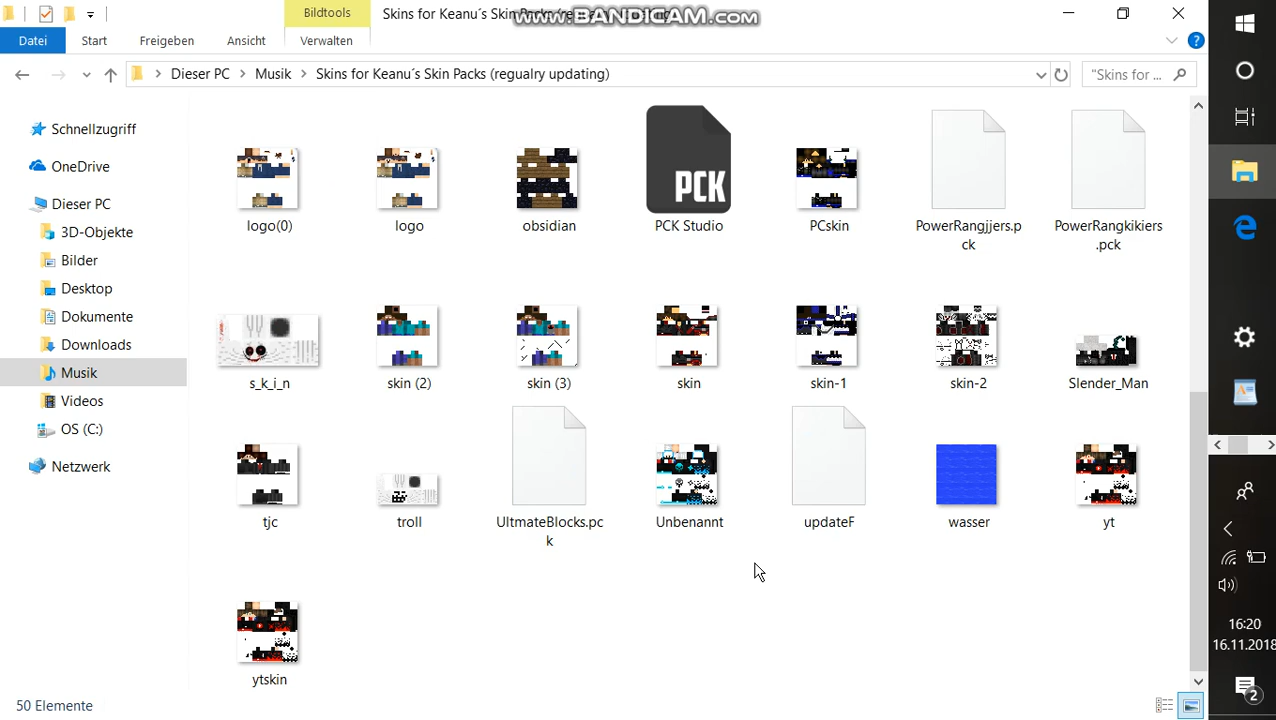 Bildtools
Skins for Keanu´s Skin Packs (re
www.BANDICAM.com
Datei
Start
Freigeben
Ansicht
Verwalten
Dieser PC
Musik
Skins for Keanu´s Skin Packs (regualry updating)
"Skins for ...
Schnellzugriff
OneDrive
Dieser PC
3D-Objekte
Bilder
Desktop
Dokumente
Downloads
Musik
Videos
OS (C:)
Netzwerk
PCK
logo(0)
logo
obsidian
PCK Studio
PCskin
PowerRangjjers.p
ck
PowerRangkikiers
.pck
s_k_i_n
skin (2)
skin (3)
skin
skin-1
skin-2
Slender_Man
tjc
troll
UltmateBlocks.pc
k
Unbenannt
updateF
wasser
yt
ytskin
50 Elemente
16:20
16.11.2018
2